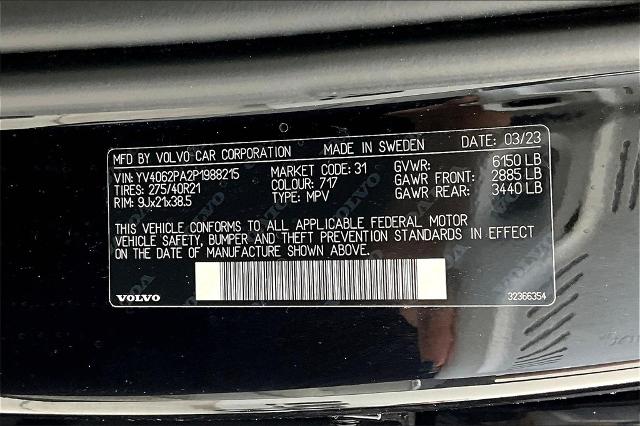 MFD BY VOLVO CAR CORPORATION MADE IN SWEDEN DATE: 03/23
VIN: YV4062PA2P1988215 MARKET CODE: 31 GVWR: 6150 LB
TIRES: 275/40R21 COLOUR: 717 GAWR FRONT: 2885 LB
RIM: 9Jx21x38.5 TYPE: MPV GAWR REAR: 3440 LB
THIS VEHICLE CONFORMS TO ALL APPLICABLE FEDERAL MOTOR
VEHICLE SAFETY, BUMPER AND THEFT PREVENTION STANDARDS IN EFFECT
ON THE DATE OF MANUFACTURE SHOWN ABOVE.
VOLVO 32366354